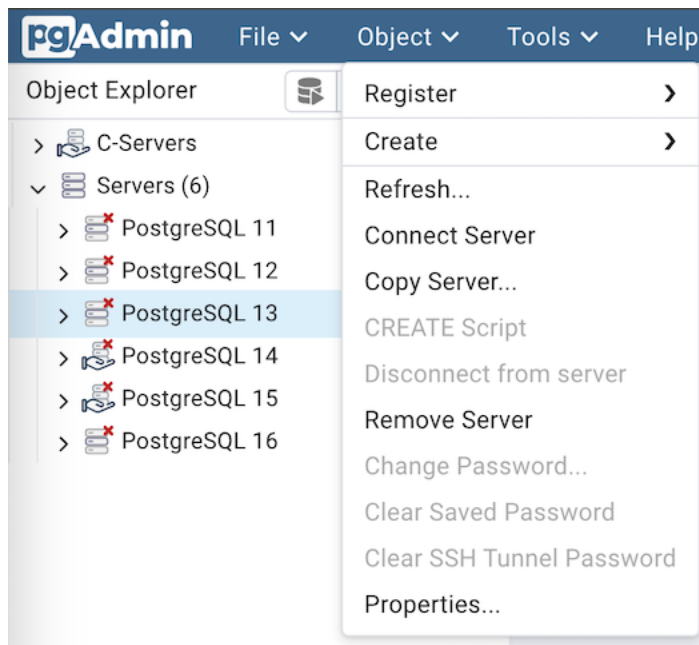 pgAdmin File Object Tools Help
Object Explorer
C-Servers
Servers (6)
PostgreSQL 11
PostgreSQL 12
PostgreSQL 13
PostgreSQL 14
PostgreSQL 15
PostgreSQL 16
Register
Create
Refresh...
Connect Server
Copy Server...
CREATE Script
Disconnect from server
Remove Server
Change Password...
Clear Saved Password
Clear SSH Tunnel Password
Properties...